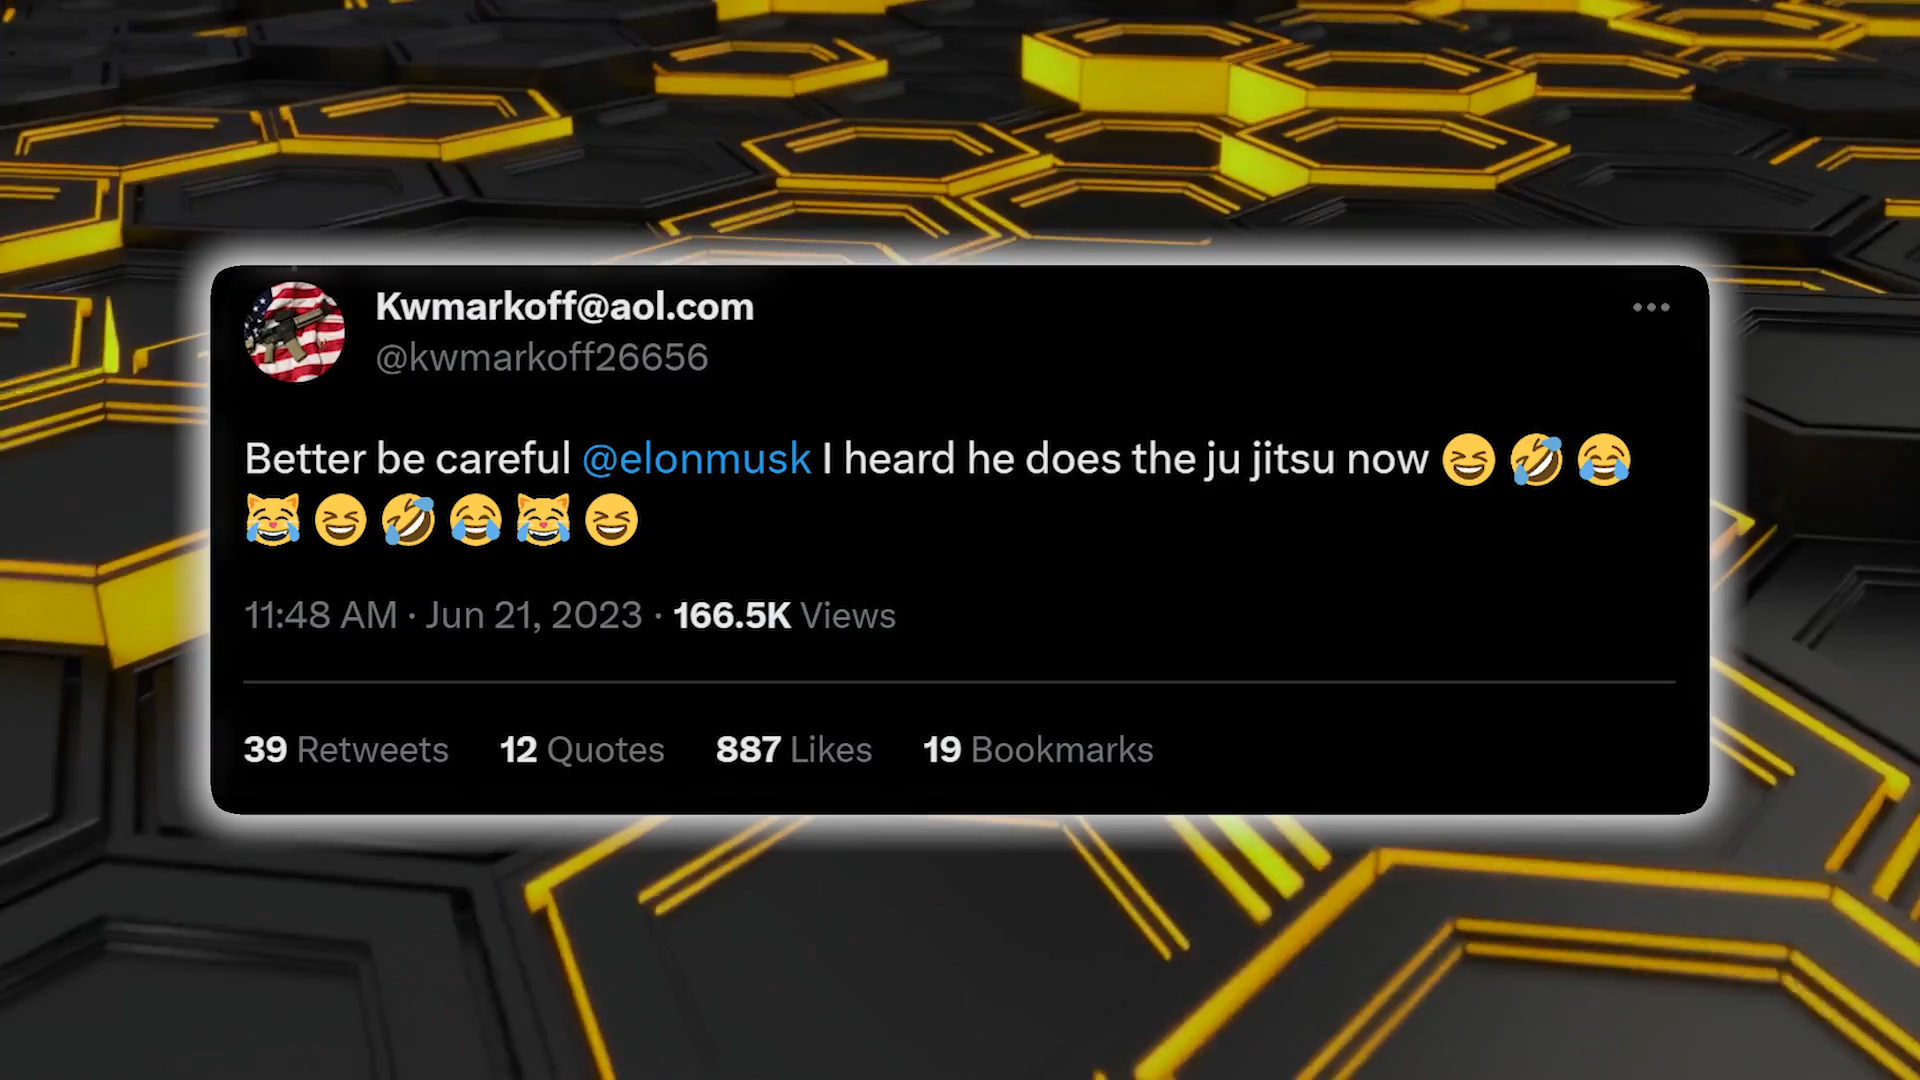 Kwmarkoff@aol.com
@kwmarkoff26656
Better be careful @elonmusk I heard he does the ju jitsu now 😆 🤣 😂
😹 😆 🤣 😂 😹 😆
11:48 AM · Jun 21, 2023 · 166.5K Views
39 Retweets 12 Quotes 887 Likes 19 Bookmarks